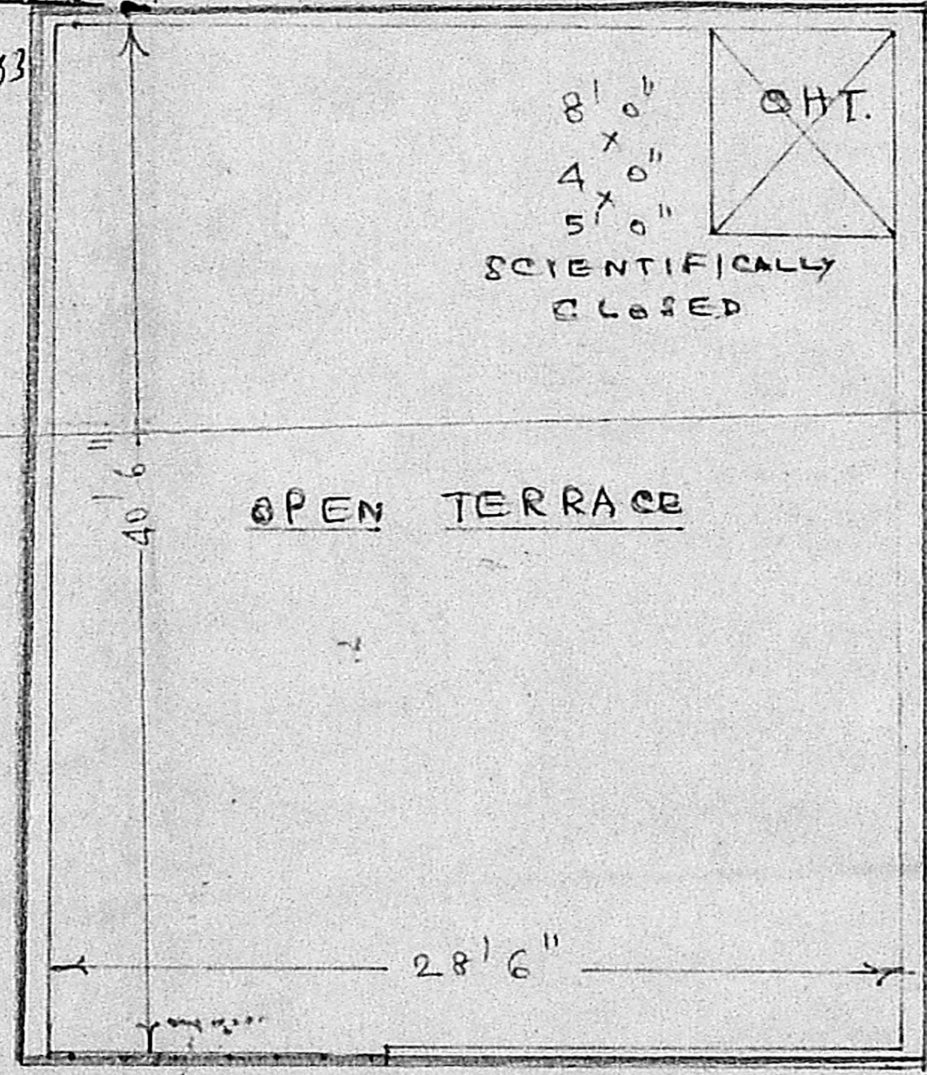 8' 0"
x
4' 0"
x
5' 0"
OHT.
SCIENTIFICALLY
CLOSED
40' 6"
OPEN TERRACE
28' 6"